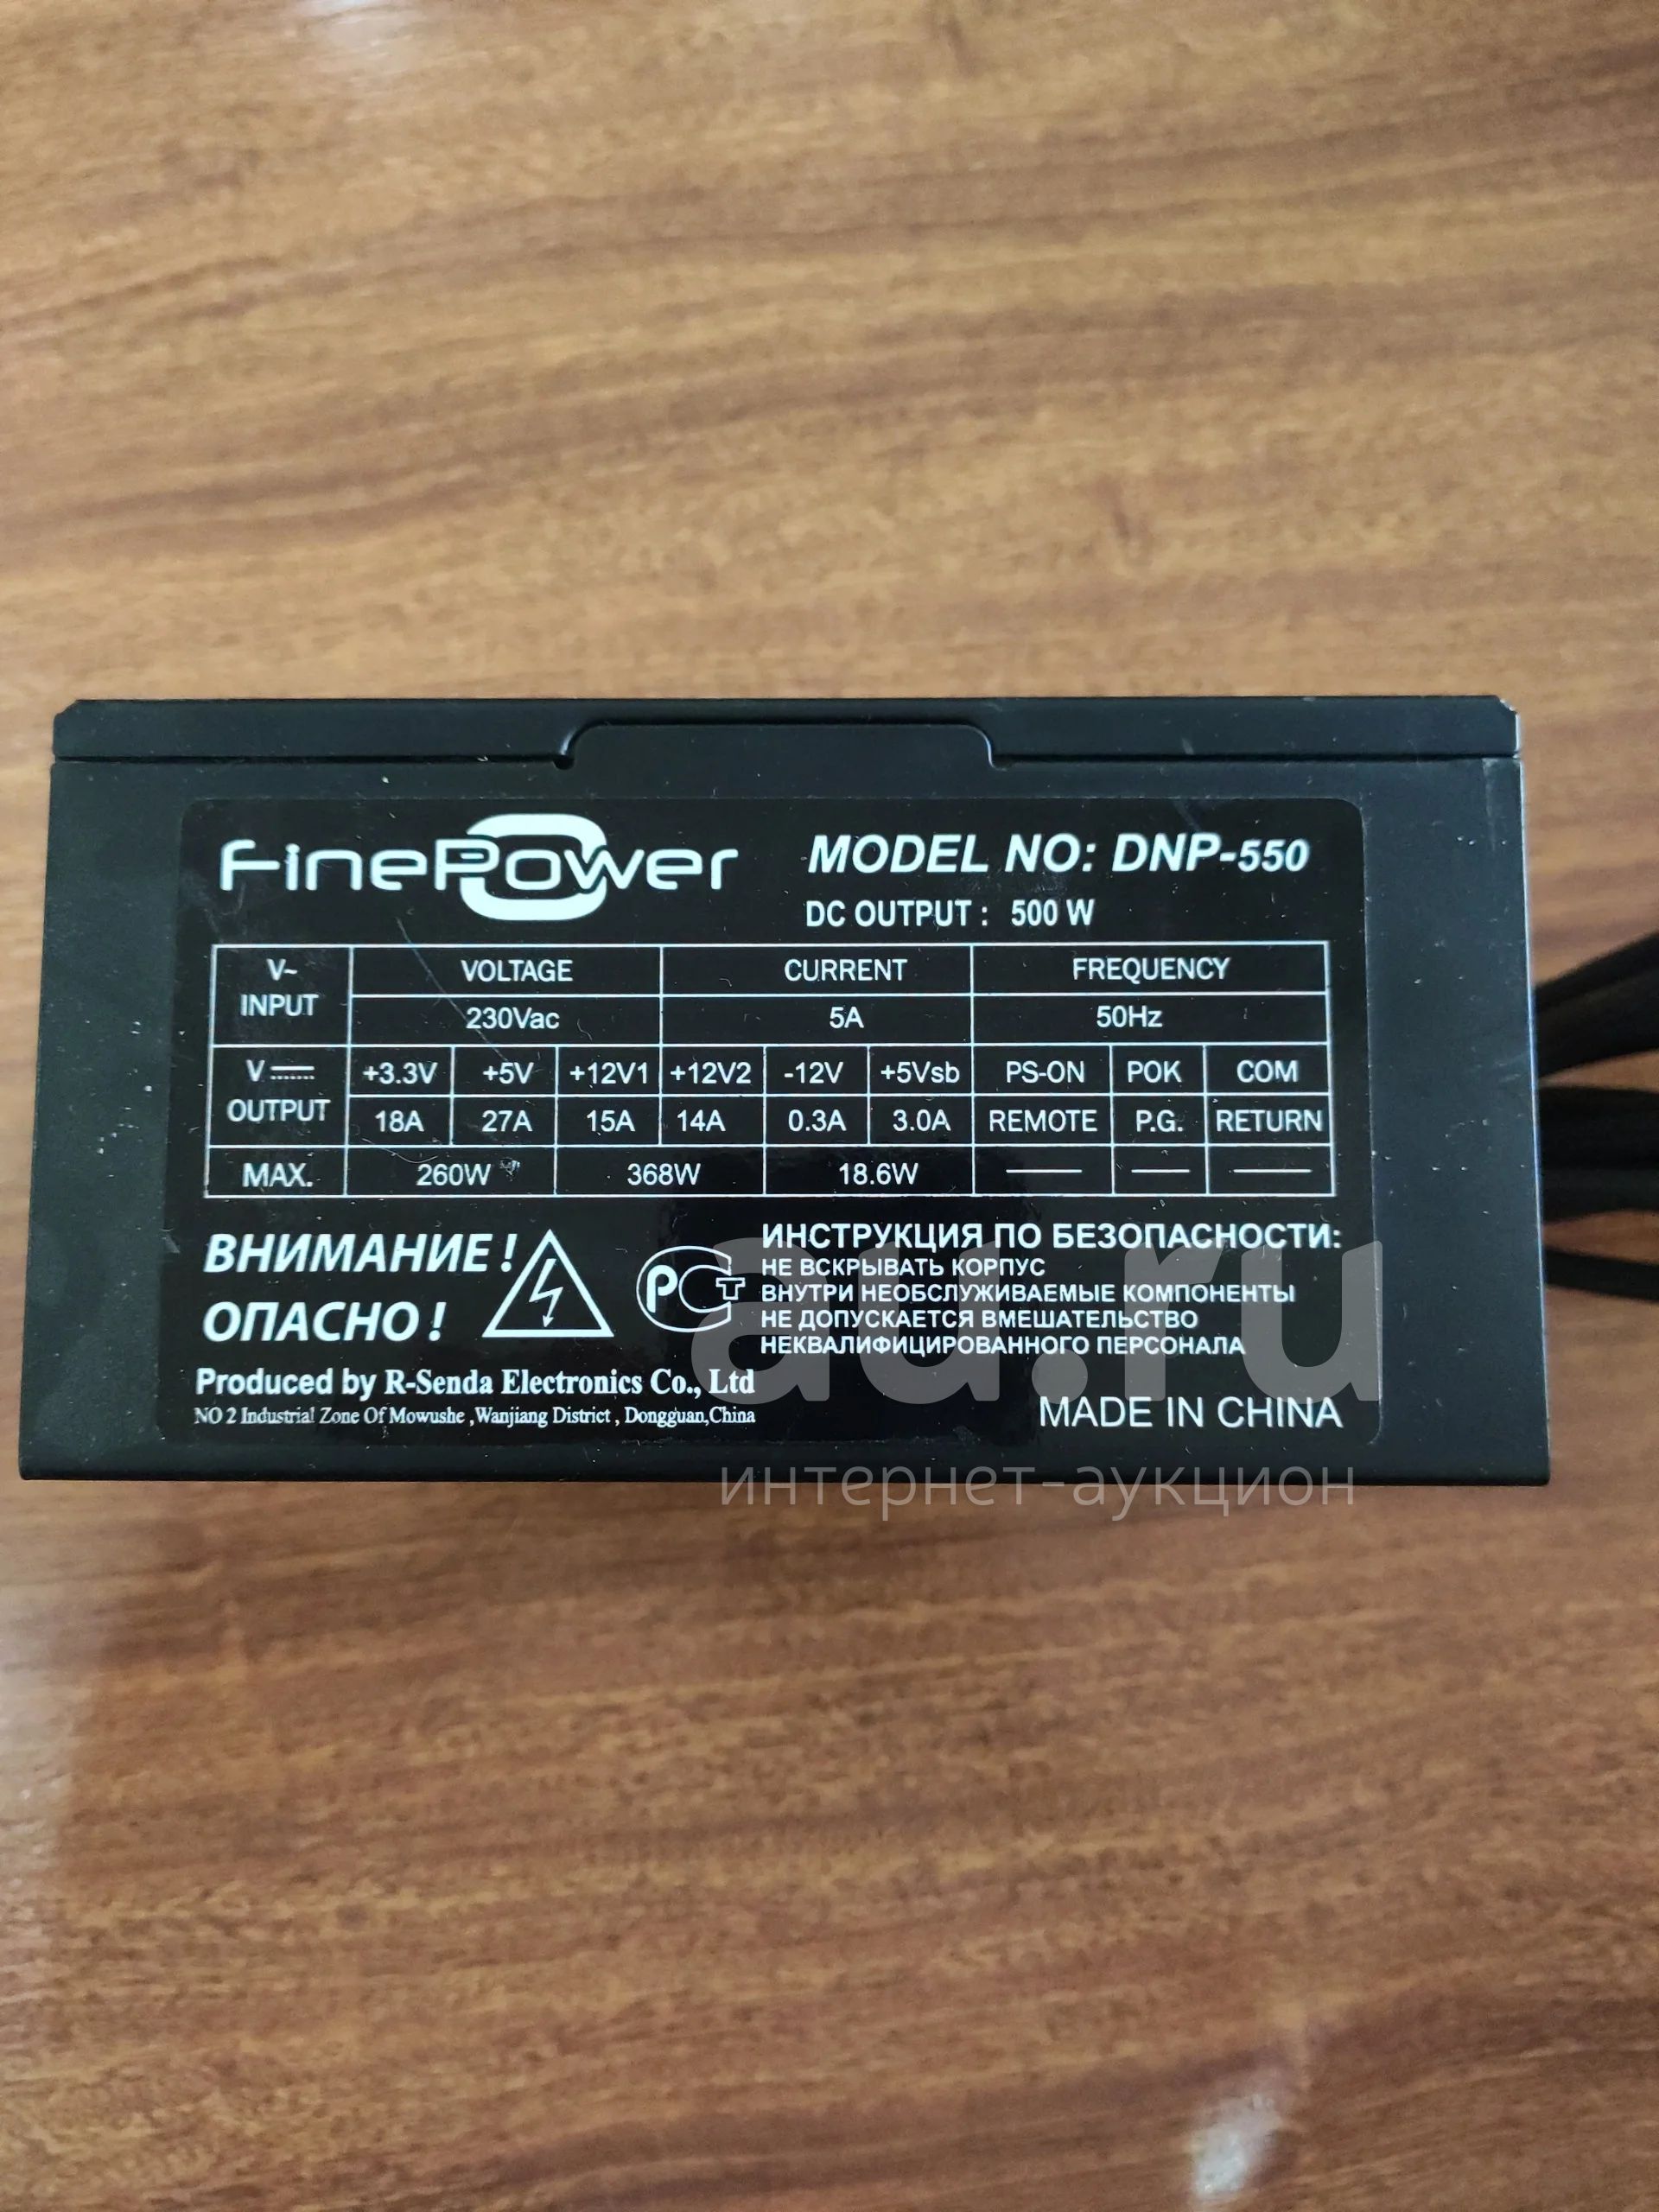 FinePower
MODEL NO: DNP-550
DC OUTPUT : 500 W
V~ INPUT VOLTAGE CURRENT FREQUENCY
230Vac 5A 50Hz
V OUTPUT +3.3V +5V +12V1 +12V2 -12V +5Vsb PS-ON POK COM
18A 27A 15A 14A 0.3A 3.0A REMOTE P.G. RETURN
MAX. 260W 368W 18.6W
ВНИМАНИЕ !
ОПАСНО !
РСТ
ИНСТРУКЦИЯ ПО БЕЗОПАСНОСТИ:
НЕ ВСКРЫВАТЬ КОРПУС
ВНУТРИ НЕОБСЛУЖИВАЕМЫЕ КОМПОНЕНТЫ
НЕ ДОПУСКАЕТСЯ ВМЕШАТЕЛЬСТВО
НЕКВАЛИФИЦИРОВАННОГО ПЕРСОНАЛА
Produced by R-Senda Electronics Co., Ltd
NO 2 Industrial Zone Of Mowushe ,Wanjiang District , Dongguan,China
MADE IN CHINA
au.ru
интернет-аукцион